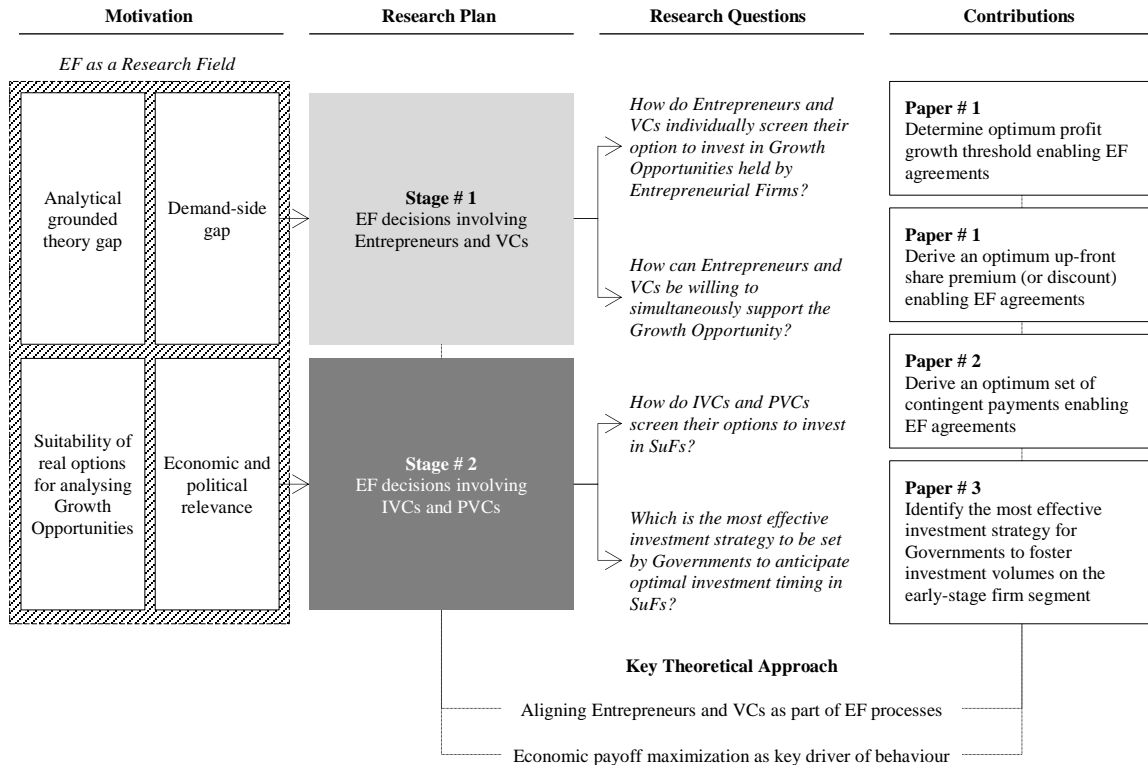 Motivation
Research Plan
Research Questions
Contributions
EF as a Research Field
Analytical
grounded
theory gap
Demand-side
gap
Suitability of
real options
for analysing
Growth
Opportunities
Economic and
political
relevance
Stage # 1
EF decisions involving
Entrepreneurs and VCs
Stage # 2
EF decisions involving
IVCs and PVCs
How do Entrepreneurs and
VCs individually screen their
option to invest in Growth
Opportunities held by
Entrepreneurial Firms?
How can Entrepreneurs and
VCs be willing to
simultaneously support the
Growth Opportunity?
How do IVCs and PVCs
screen their options to invest
in SuFs?
Which is the most effective
investment strategy to be set
by Governments to anticipate
optimal investment timing in
SuFs?
Paper # 1
Determine optimum profit
growth threshold enabling EF
agreements
Paper # 1
Derive an optimum up-front
share premium (or discount)
enabling EF agreements
Paper # 2
Derive an optimum set of
contingent payments enabling
EF agreements
Paper # 3
Identify the most effective
investment strategy for
Governments to foster
investment volumes on the
early-stage firm segment
Key Theoretical Approach
Aligning Entrepreneurs and VCs as part of EF processes
Economic payoff maximization as key driver of behaviour